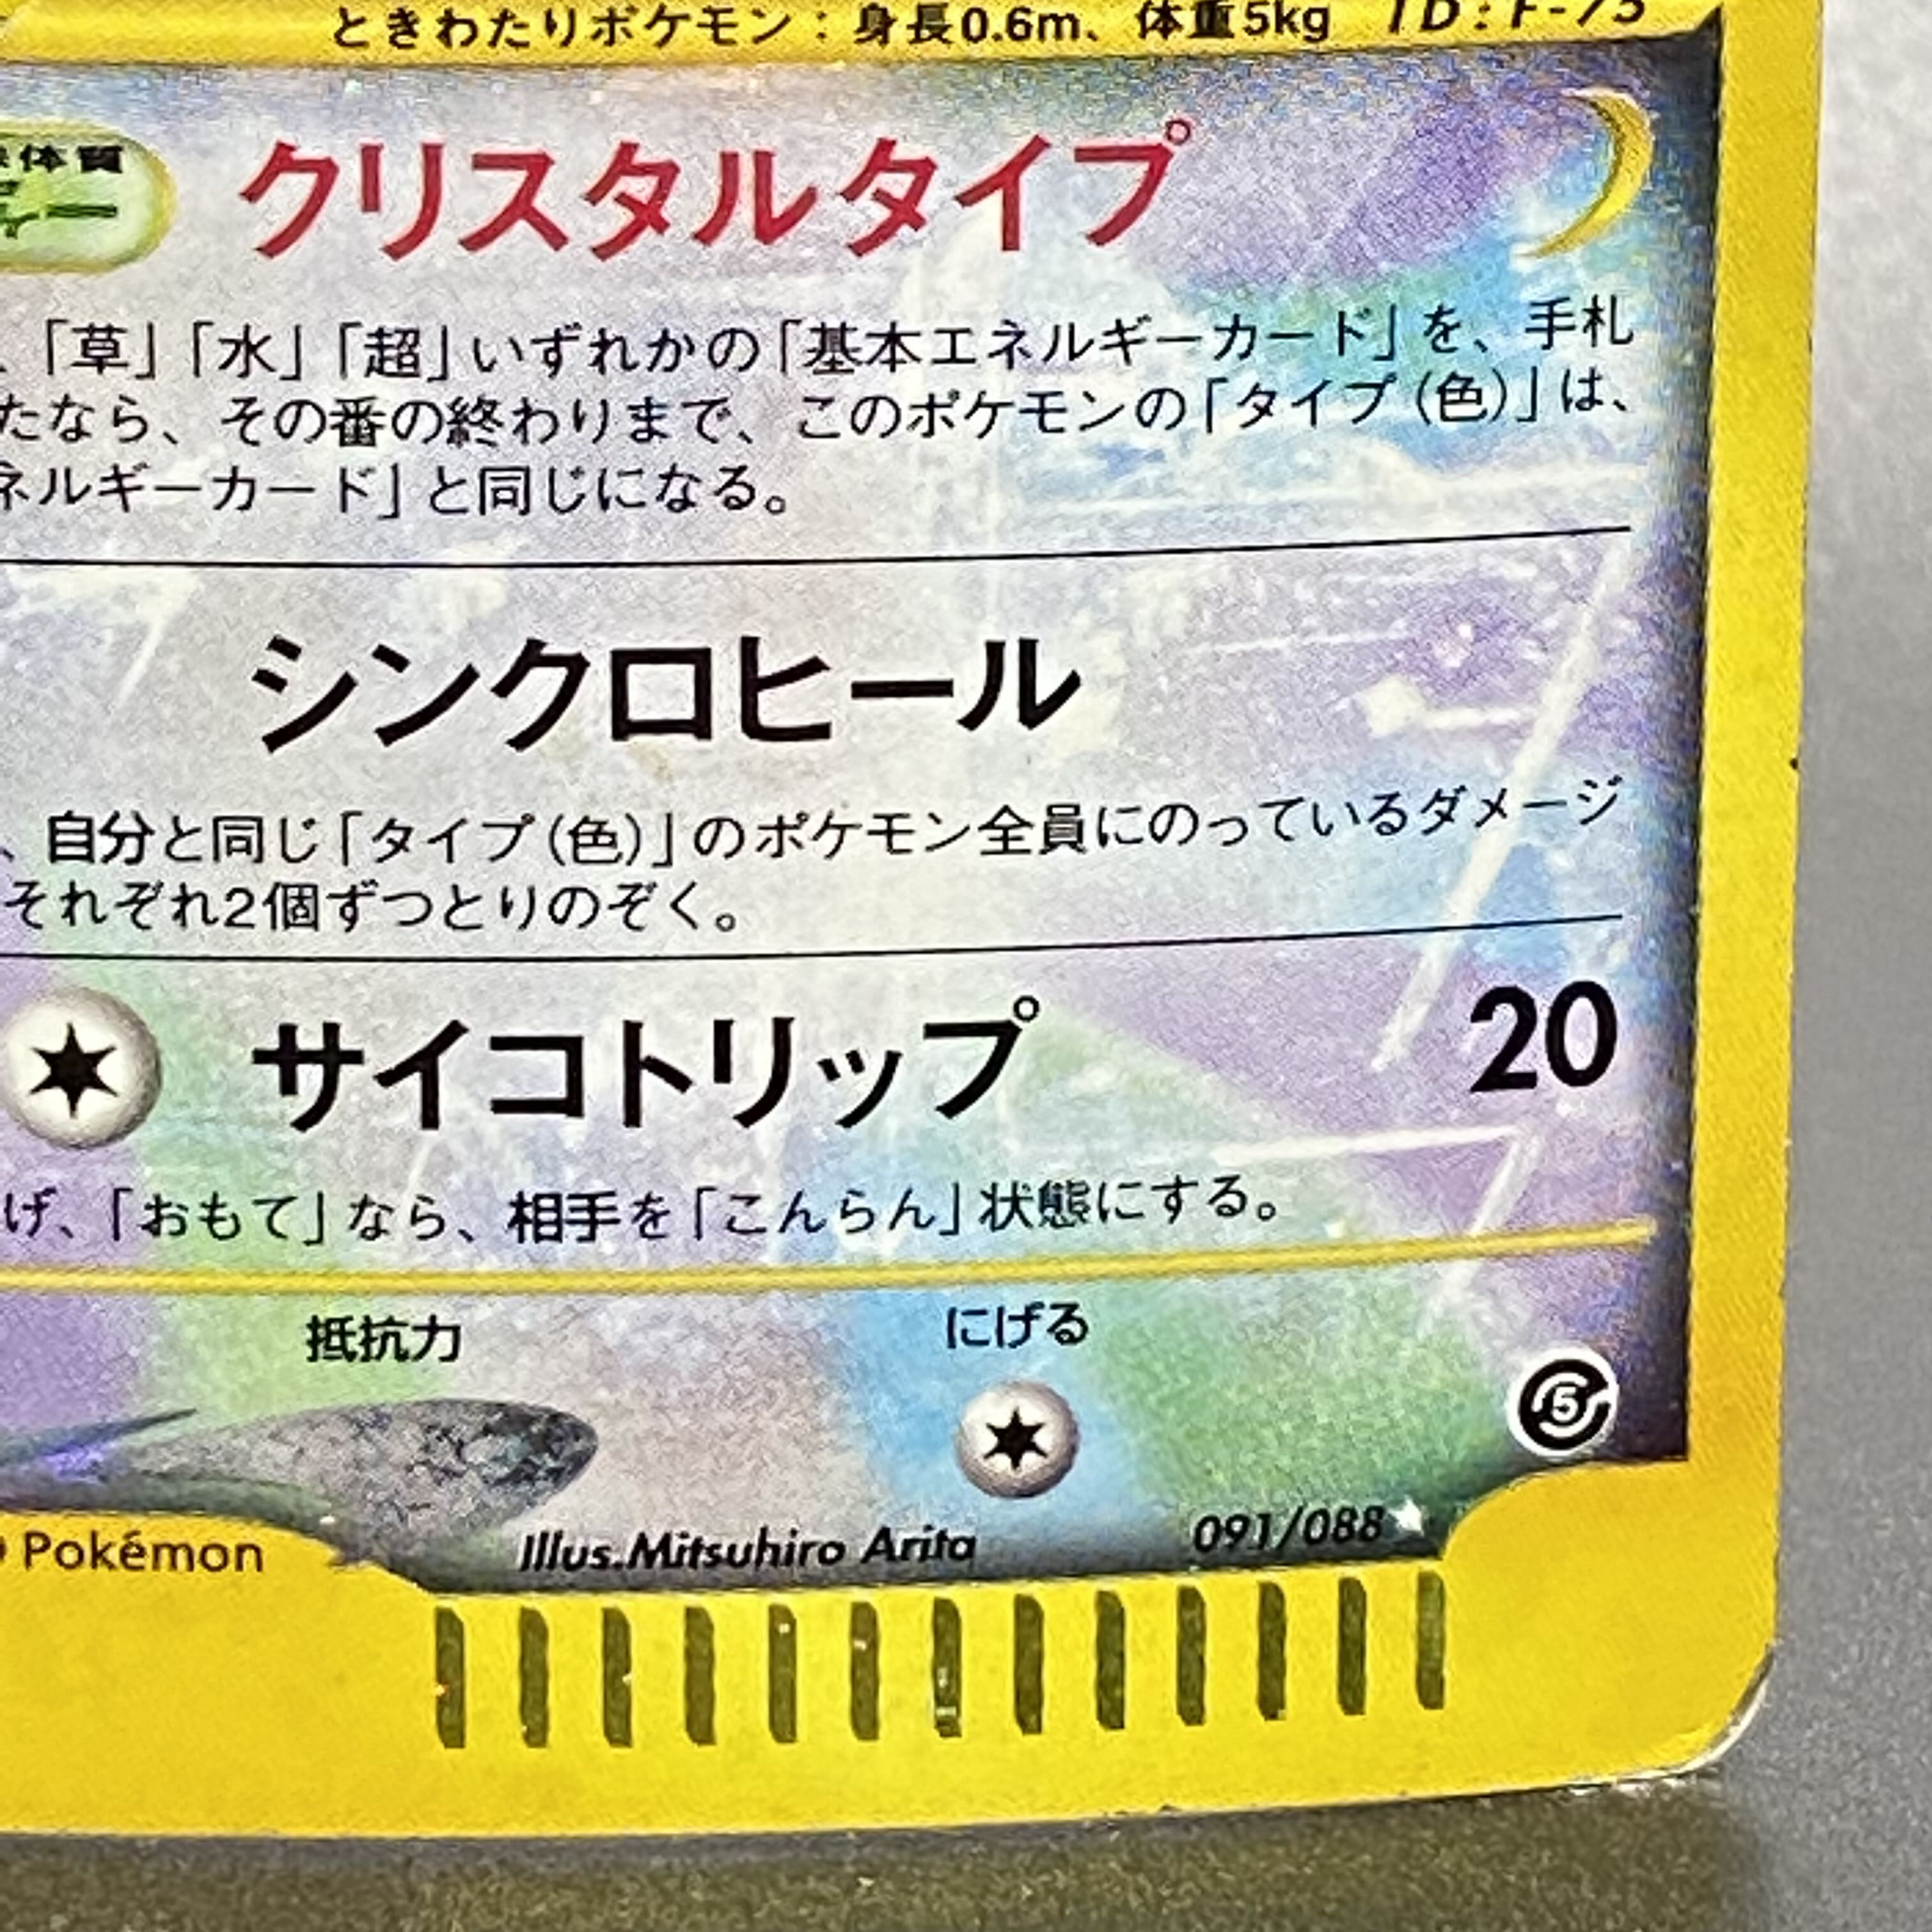 ときわたりポケモン：身長0.6m、体重5kg ID:F-73
体質
ィー
クリスタルタイプ
、「草」「水」「超」いずれかの「基本エネルギーカード」を、手札
たなら、その番の終わりまで、このポケモンの「タイプ(色)」は、
ネルギーカード」と同じになる。
シンクロヒール
、自分と同じ「タイプ(色)」のポケモン全員にのっているダメージ
それぞれ2個ずつとりのぞく。
サイコトリップ 20
げ、「おもて」なら、相手を「こんらん」状態にする。
抵抗力 にげる
5
Pokémon Illus.Mitsuhiro Arita 091/088